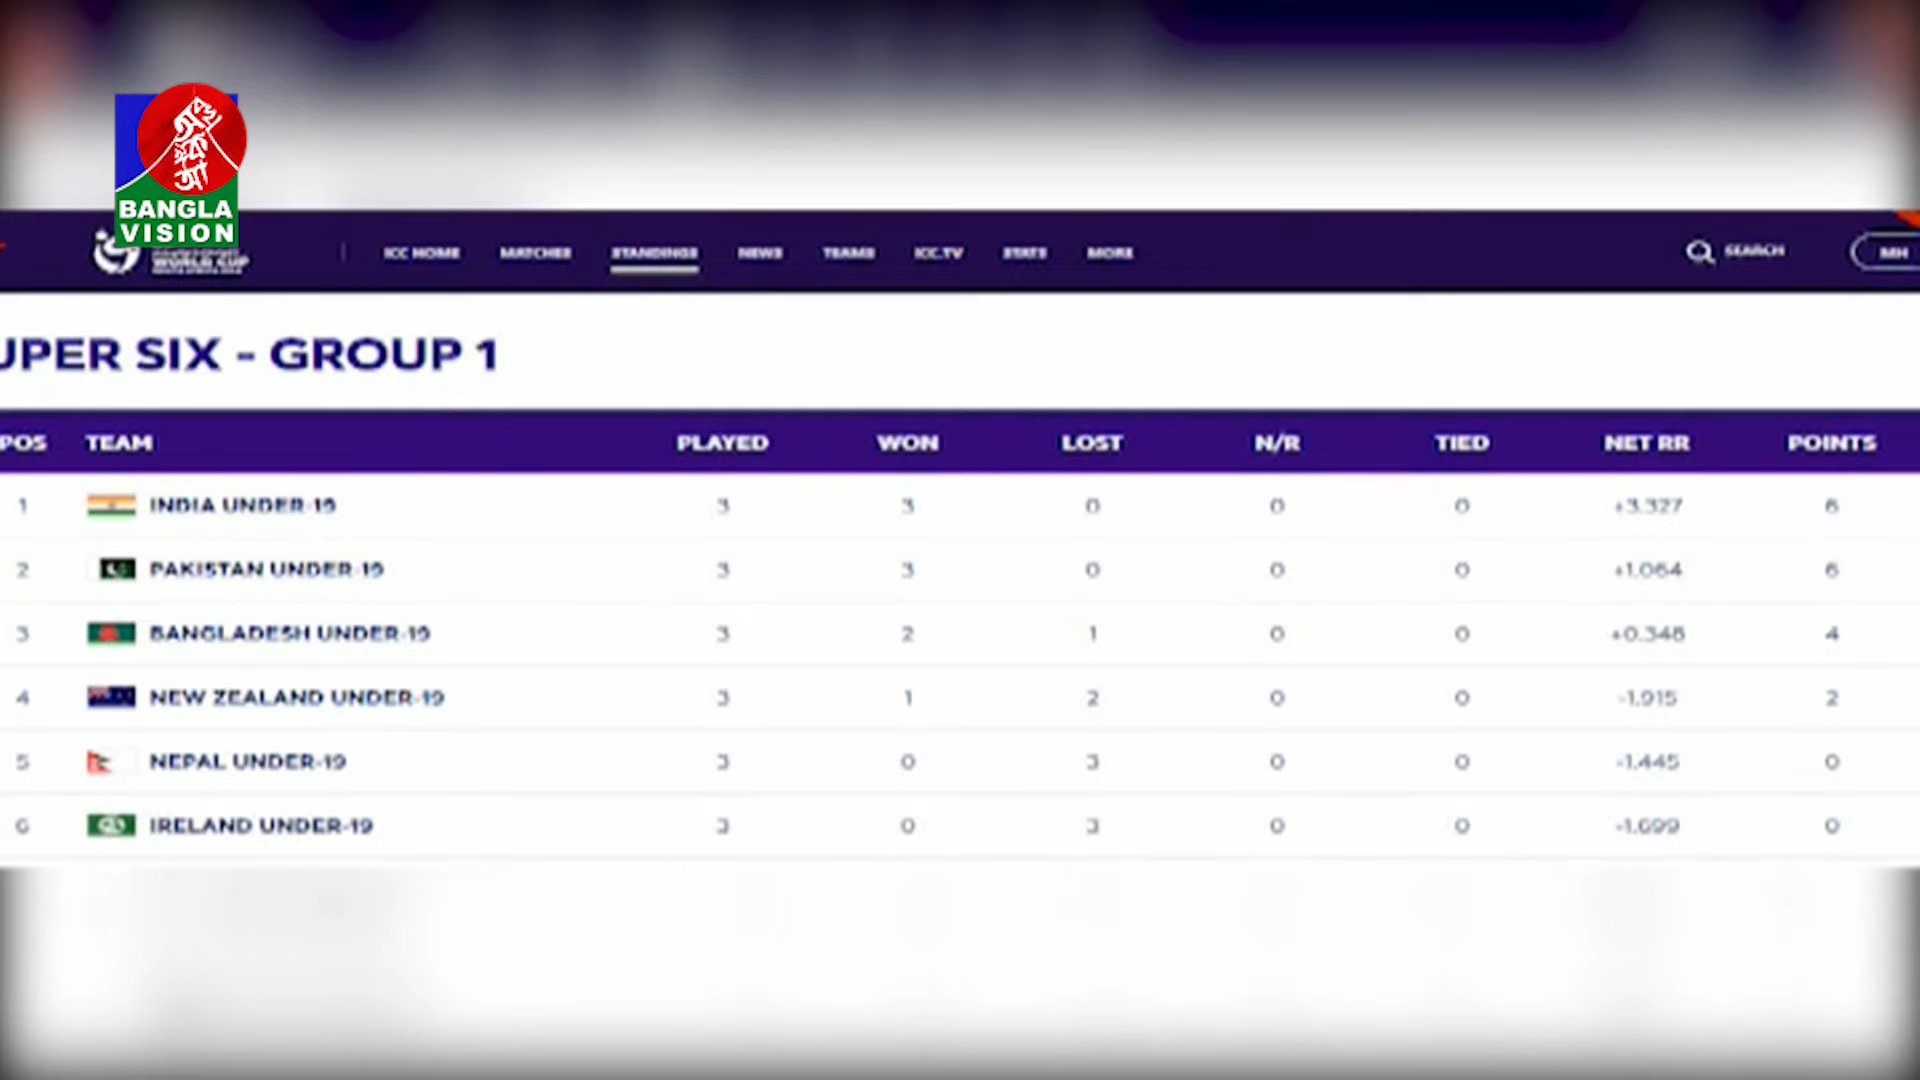 BANGLA
VISION
WORLD CUP
ICC HOME MATCHES STANDINGS NEWS TEAMS ICC.TV STATS MORE SEARCH MH
UPER SIX - GROUP 1
POS TEAM PLAYED WON LOST N/R TIED NET RR POINTS
1 INDIA UNDER-19 3 3 0 0 0 +3.327 6
2 PAKISTAN UNDER-19 3 3 0 0 0 +1.064 6
3 BANGLADESH UNDER-19 3 2 1 0 0 +0.348 4
4 NEW ZEALAND UNDER-19 3 1 2 0 0 -1.915 2
5 NEPAL UNDER-19 3 0 3 0 0 -1.445 0
6 IRELAND UNDER-19 3 0 3 0 0 -1.699 0